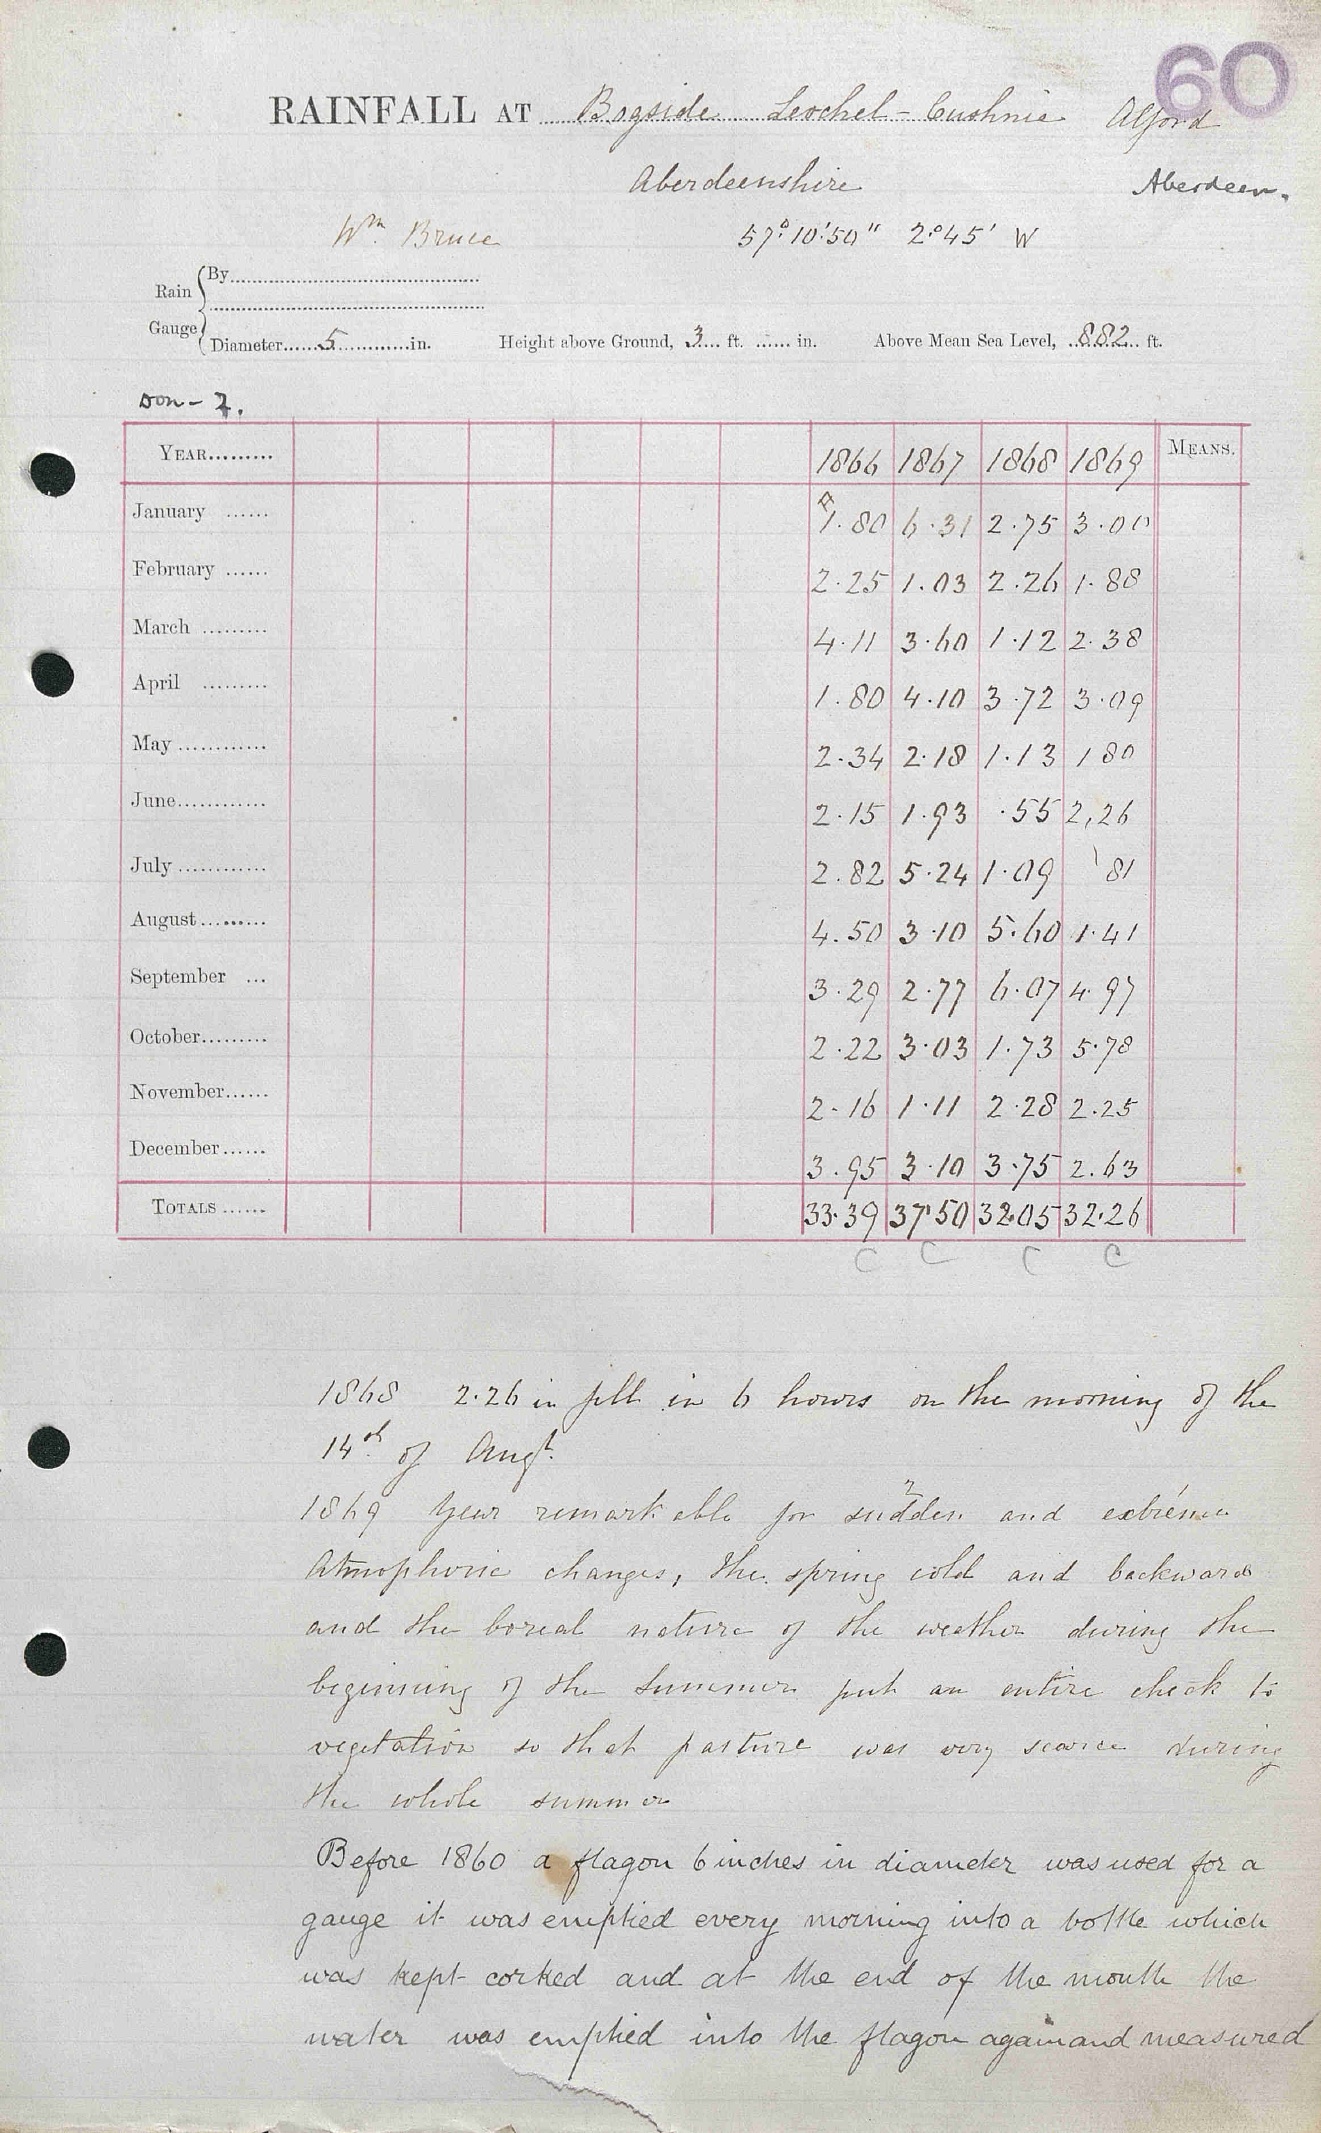 60
RAINFALL AT Bogside Leochel-Cushnie Alford
Aberdeenshire Aberdeen.
Wm. Bruce 57°10'50" 2°45' W
Rain Gauge { By
Diameter 5 in. Height above Ground, 3 ft. in. Above Mean Sea Level, 882 ft.
Don - 7.
YEAR 1866 1867 1868 1869 MEANS.
January 1.80 6.31 2.75 3.00
February 2.25 1.03 2.26 1.88
March 4.11 3.60 1.12 2.38
April 1.80 4.10 3.72 3.09
May 2.34 2.18 1.13 1 80
June 2.15 1.93 .55 2,26
July 2.82 5.24 1.09 81
August 4.50 3.10 5.60 1.41
September 3.29 2.77 6.07 4.97
October 2.22 3.03 1.73 5.78
November 2.16 1.11 2.28 2.25
December 3.95 3.10 3.75 2.63
TOTALS 33.39 37.50 32.05 32.26
C C C C
1868 2.26 in fell in 6 hours on the morning of the
14th of Augt.
1869 Year remarkable for sudden and extreme
Atmospheric changes, the spring cold and backward
and the boreal nature of the weather during the
beginning of the Summer put an entire check to
vegetation so that pasture was very scarce during
the whole summer
Before 1860 a flagon 6 inches in diameter was used for a
gauge it was emptied every morning into a bottle which
was kept corked and at the end of the month the
water was emptied into the flagon again and measured